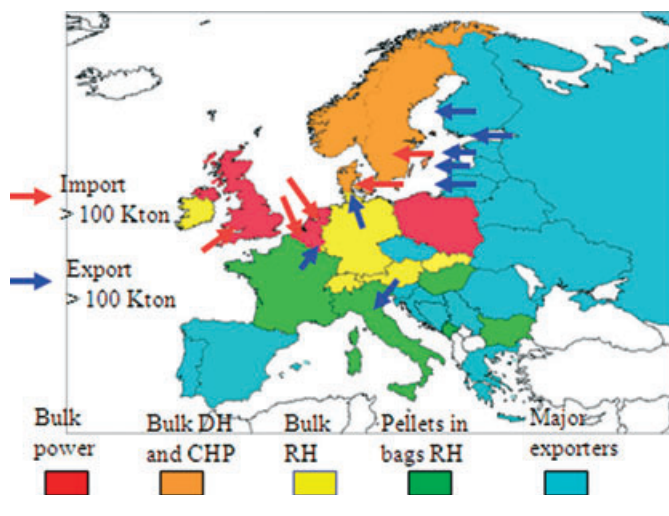 Import
> 100 Kton
Export
> 100 Kton
Bulk
power
Bulk DH
and CHP
Bulk
RH
Pellets in
bags RH
Major
exporters